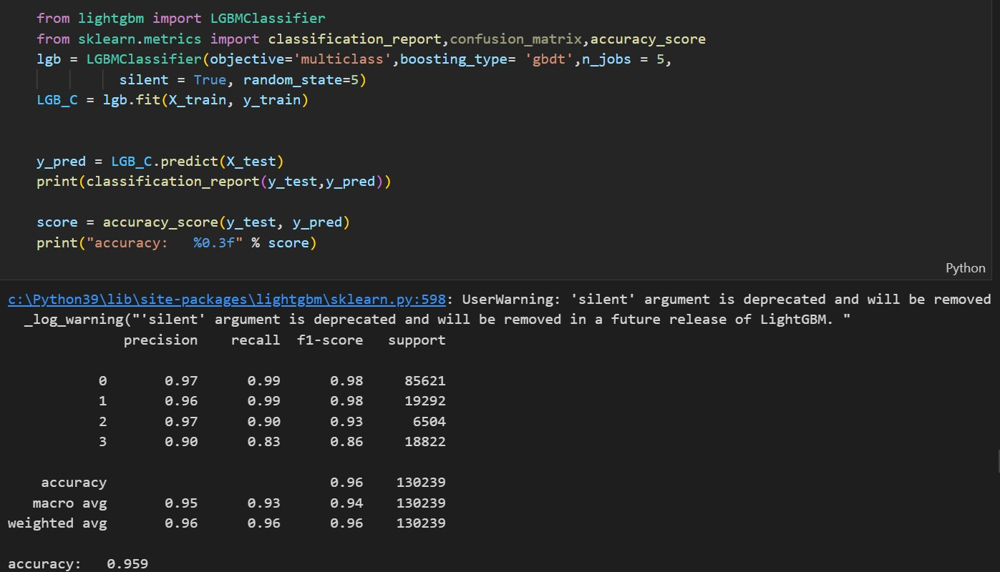 from lightgbm import LGBMClassifier
from sklearn.metrics import classification_report,confusion_matrix,accuracy_score
lgb = LGBMClassifier(objective='multiclass',boosting_type= 'gbdt',n_jobs = 5,
          silent = True, random_state=5)
LGB_C = lgb.fit(X_train, y_train)
y_pred = LGB_C.predict(X_test)
print(classification_report(y_test,y_pred))
score = accuracy_score(y_test, y_pred)
print("accuracy:   %0.3f" % score)
Python
c:\Python39\lib\site-packages\lightgbm\sklearn.py:598: UserWarning: 'silent' argument is deprecated and will be removed
  _log_warning("'silent' argument is deprecated and will be removed in a future release of LightGBM. "
              precision    recall  f1-score   support
           0       0.97      0.99      0.98     85621
           1       0.96      0.99      0.98     19292
           2       0.97      0.90      0.93      6504
           3       0.90      0.83      0.86     18822
    accuracy                           0.96    130239
   macro avg       0.95      0.93      0.94    130239
weighted avg       0.96      0.96      0.96    130239
accuracy:   0.959